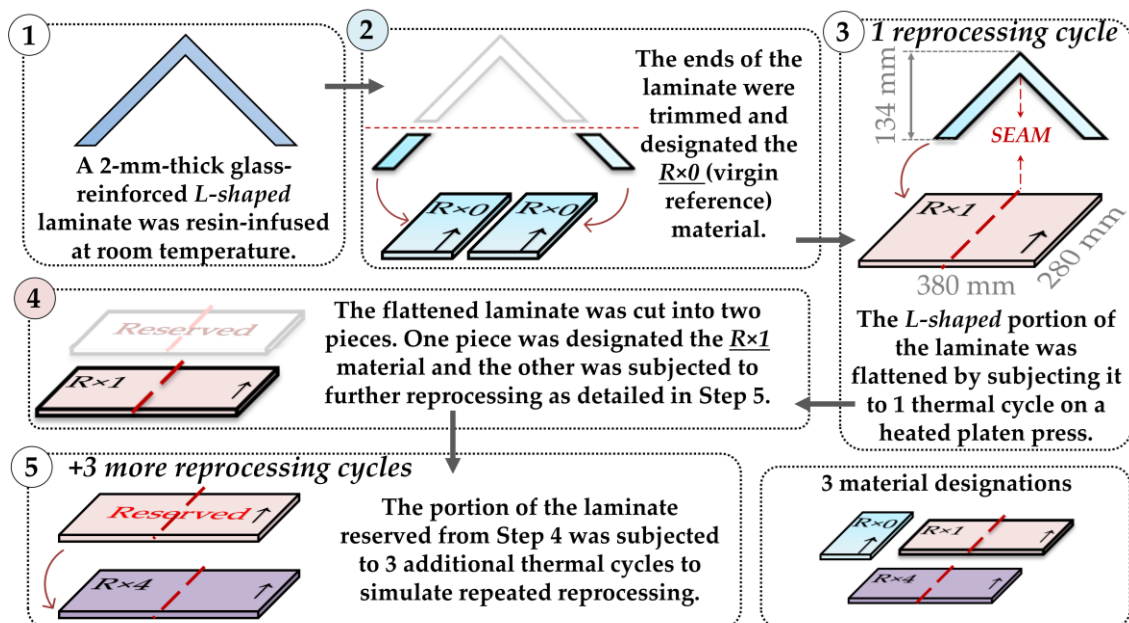 1
A 2-mm-thick glass-
reinforced L-shaped
laminate was resin-infused
at room temperature.
2
The ends of the
laminate were
trimmed and
designated the
R×0 (virgin
reference)
material.
R×0
R×0
3
1 reprocessing cycle
134 mm
SEAM
R×1
380 mm
280 mm
The L-shaped portion of
the laminate was
flattened by subjecting it
to 1 thermal cycle on a
heated platen press.
4
Reserved
R×1
The flattened laminate was cut into two
pieces. One piece was designated the R×1
material and the other was subjected to
further reprocessing as detailed in Step 5.
5
+3 more reprocessing cycles
Reserved
R×4
The portion of the laminate
reserved from Step 4 was subjected
to 3 additional thermal cycles to
simulate repeated reprocessing.
3 material designations
R×0
R×1
R×4